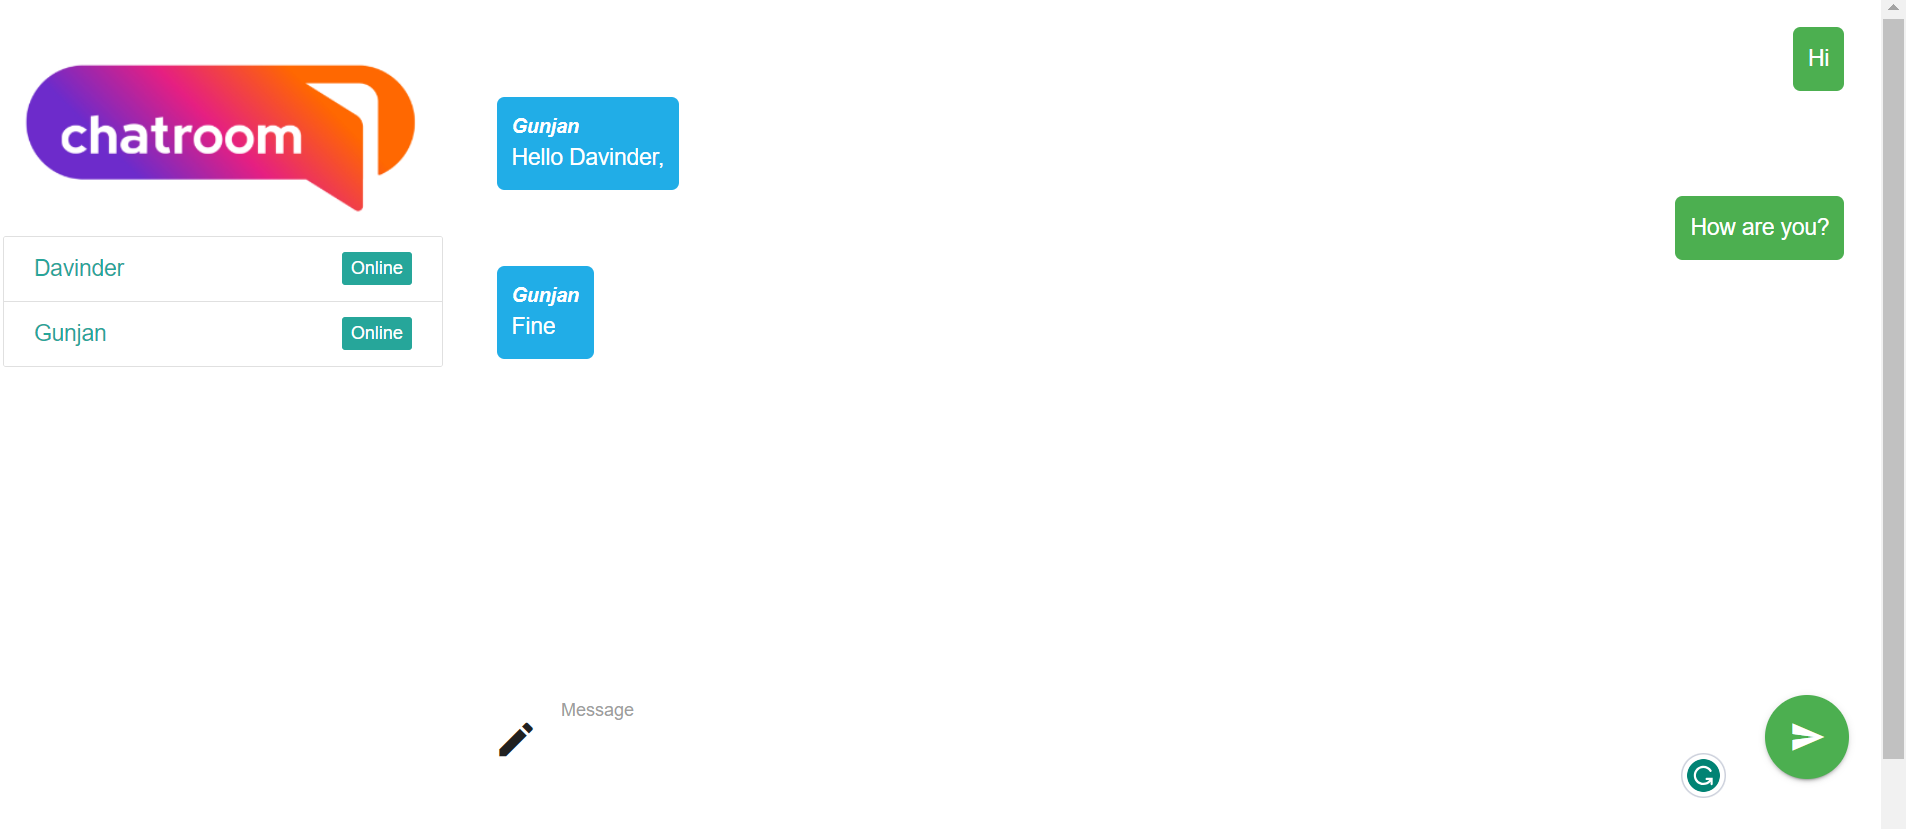 chatroom
Davinder
Online
Gunjan
Online
Hi
Gunjan
Hello Davinder,
How are you?
Gunjan
Fine
Message